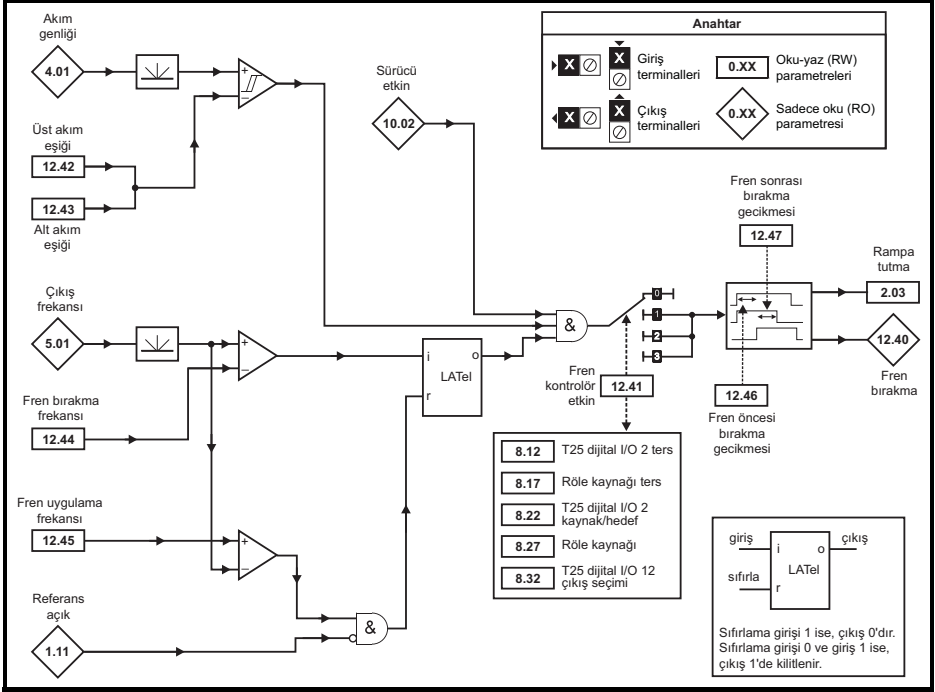 Akım
genliği
4.01
Üst akım
eşiği
12.42
12.43
Alt akım
eşiği
Çıkış
frekansı
5.01
Fren bırakma
frekansı
12.44
Fren uygulama
frekansı
12.45
Referans
açık
1.11
+
–
+
–
+
–
&
Sürücü
etkin
10.02
i
o
LATel
r
&
0
1
2
3
Fren
kontrolör
etkin
12.41
8.12 T25 dijital I/O 2 ters
8.17 Röle kaynağı ters
8.22 T25 dijital I/O 2
kaynak/hedef
8.27 Röle kaynağı
8.32 T25 dijital I/O 12
çıkış seçimi
Anahtar
X
X
Giriş
terminalleri
0.XX
Oku-yaz (RW)
parametreleri
X
X
Çıkış
terminalleri
0.XX
Sadece oku (RO)
parametresi
Fren sonrası
bırakma
gecikmesi
12.47
12.46
Fren öncesi
bırakma
gecikmesi
Rampa
tutma
2.03
12.40
Fren
bırakma
giriş
i
o
çıkış
LATel
sıfırla
r
Sıfırlama girişi 1 ise, çıkış 0'dır.
Sıfırlama girişi 0 ve giriş 1 ise,
çıkış 1'de kilitlenir.